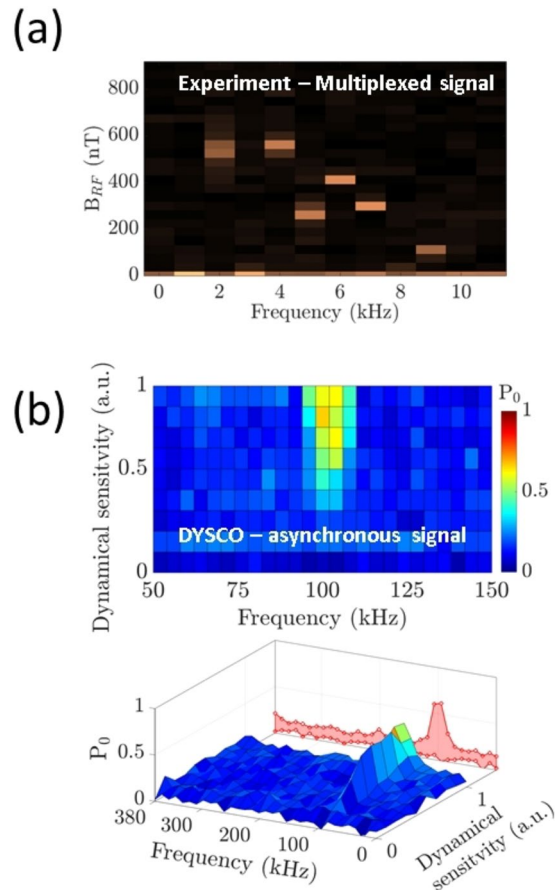 (a)
Experiment – Multiplexed signal
B_RF (nT)
800
600
400
200
0
0 2 4 6 8 10
Frequency (kHz)
(b)
Dynamical sensitvity (a.u.)
1
0.5
0
DYSCO – asynchronous signal
50 75 100 125 150
Frequency (kHz)
P_0
1
0.5
0
P_0
1
0.5
0
380 300 200 100 0
Frequency (kHz)
0 1
Dynamical
sensitvity (a.u.)